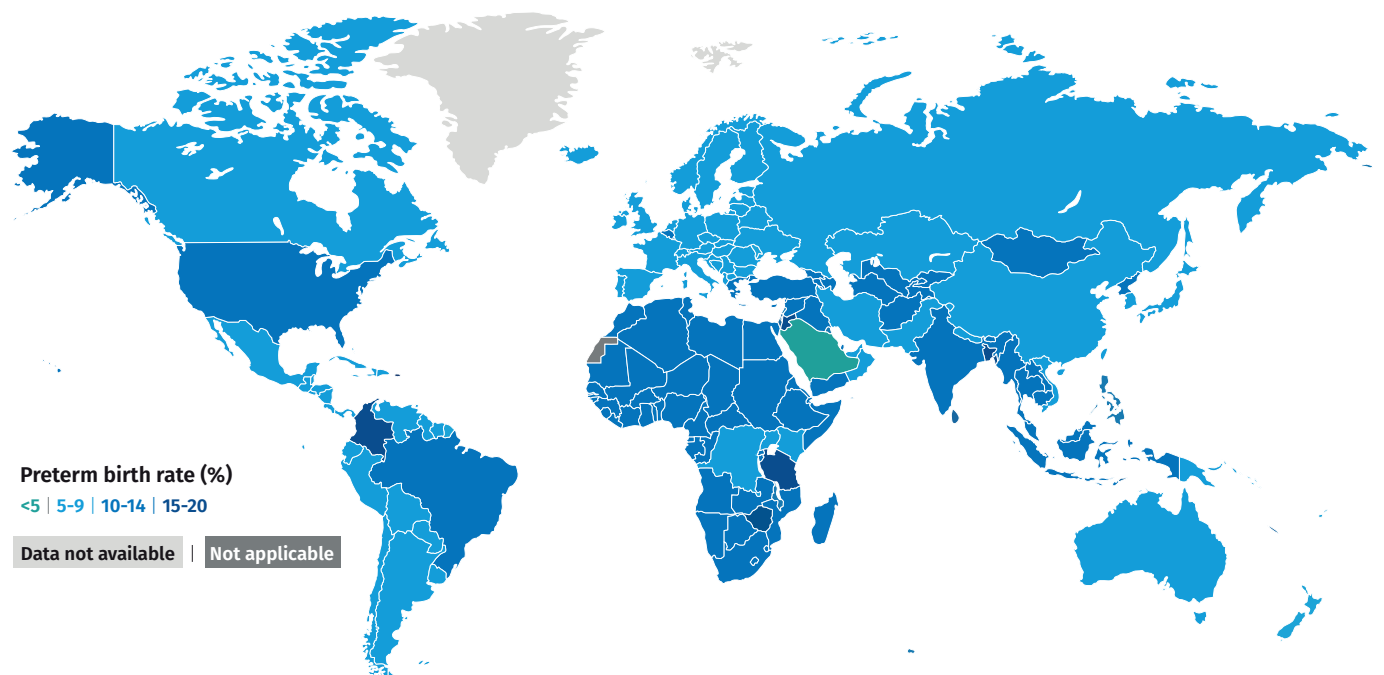 Preterm birth rate (%)
<5 | 5-9 | 10-14 | 15-20
Data not available | Not applicable